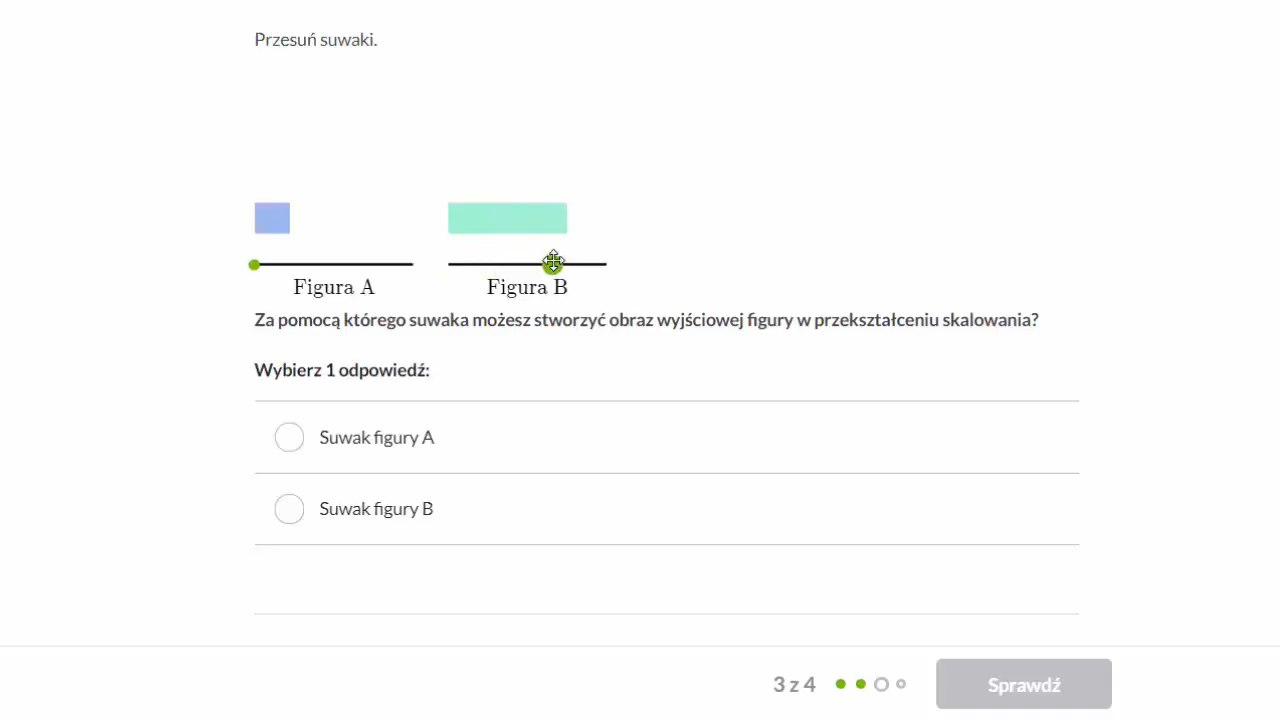 Przesuń suwaki.
Figura A
Figura B
Za pomocą którego suwaka możesz stworzyć obraz wyjściowej figury w przekształceniu skalowania?
Wybierz 1 odpowiedź:
Suwak figury A
Suwak figury B
3 z 4
Sprawdź